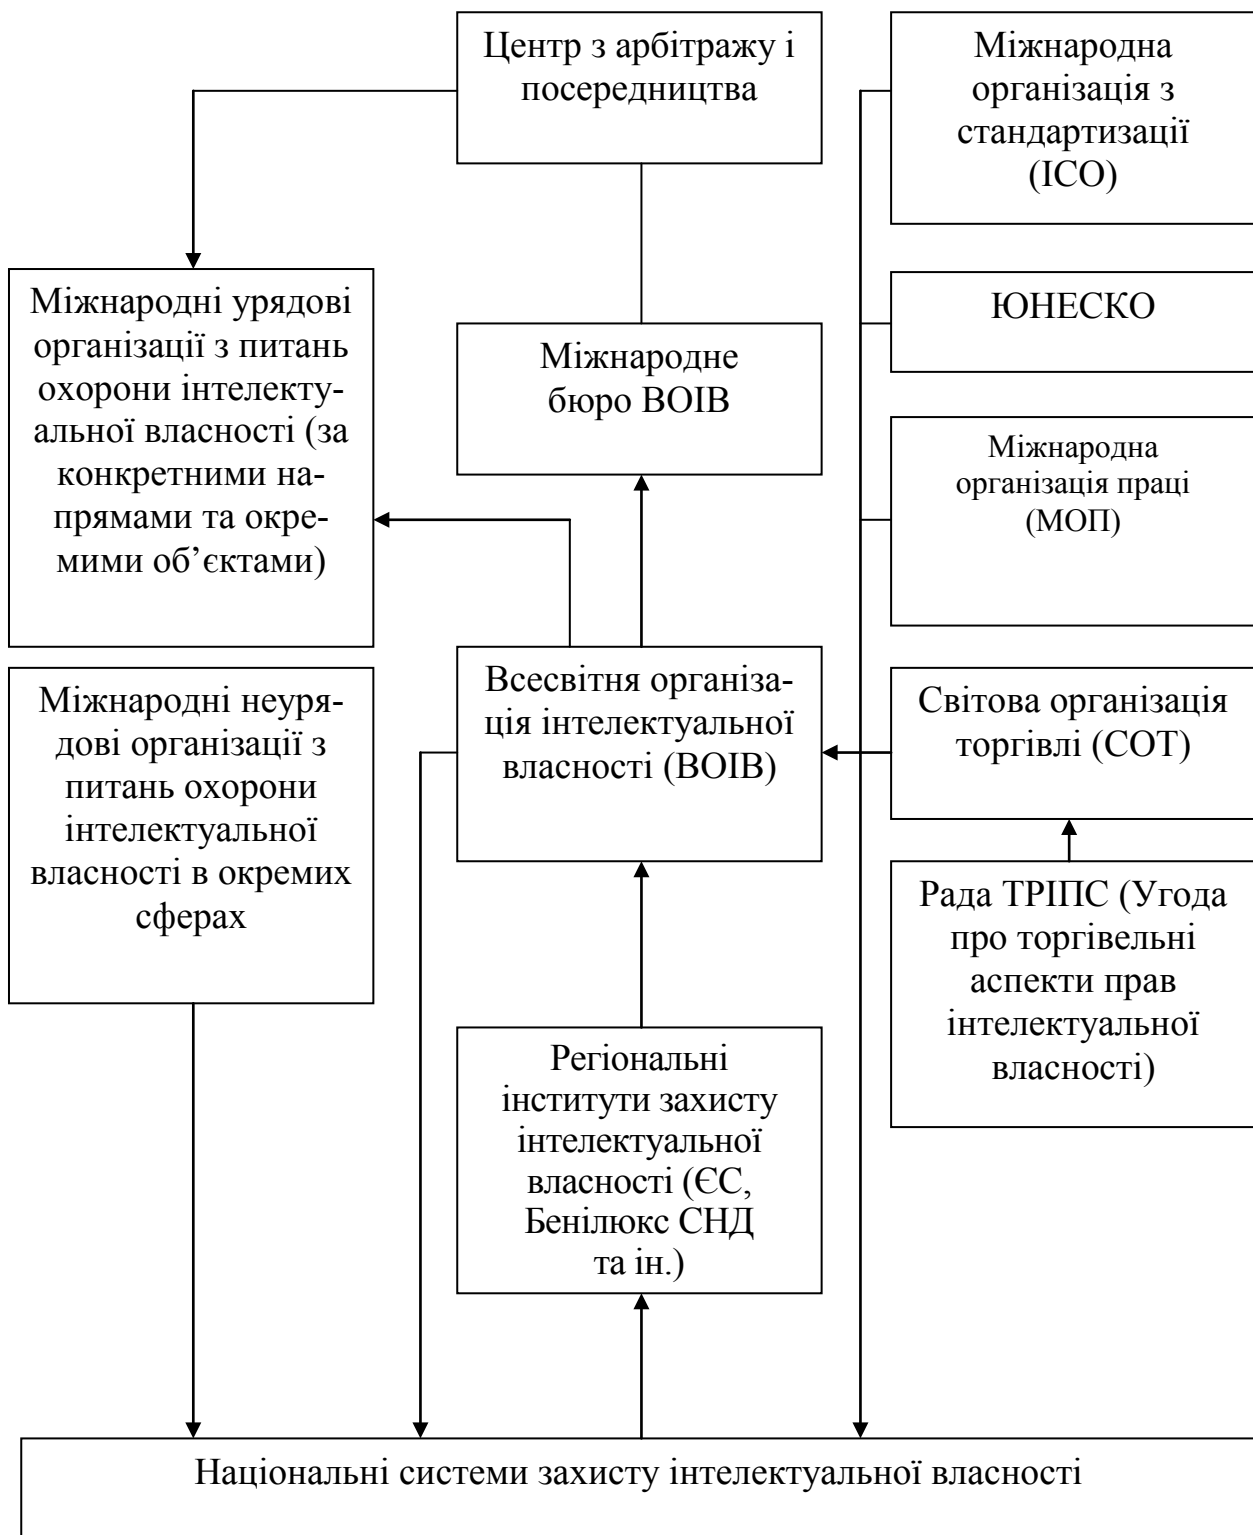 Центр з арбітражу і
посередництва
Міжнародна
організація з
стандартизації
(ІСО)
Міжнародні урядові
організації з питань
охорони інтелекту-
альної власності (за
конкретними на-
прямами та окре-
мими об’єктами)
Міжнародне
бюро ВОІВ
ЮНЕСКО
Міжнародна
організація праці
(МОП)
Міжнародні неуря-
дові організації з
питань охорони
інтелектуальної
власності в окремих
сферах
Всесвітня організа-
ція інтелектуальної
власності (ВОІВ)
Світова організація
торгівлі (СОТ)
Рада ТРІПС (Угода
про торгівельні
аспекти прав
інтелектуальної
власності)
Регіональні
інститути захисту
інтелектуальної
власності (ЄС,
Бенілюкс СНД
та ін.)
Національні системи захисту інтелектуальної власності